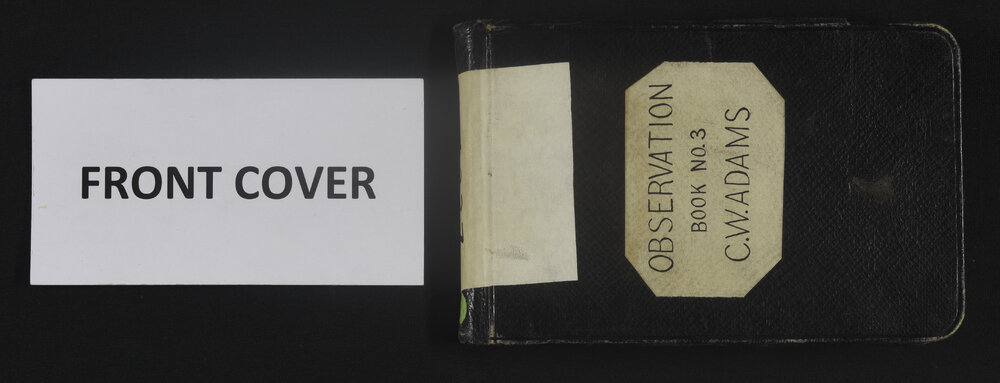 FRONT COVER
OBSERVATION
BOOK NO. 3
C.W. ADAMS